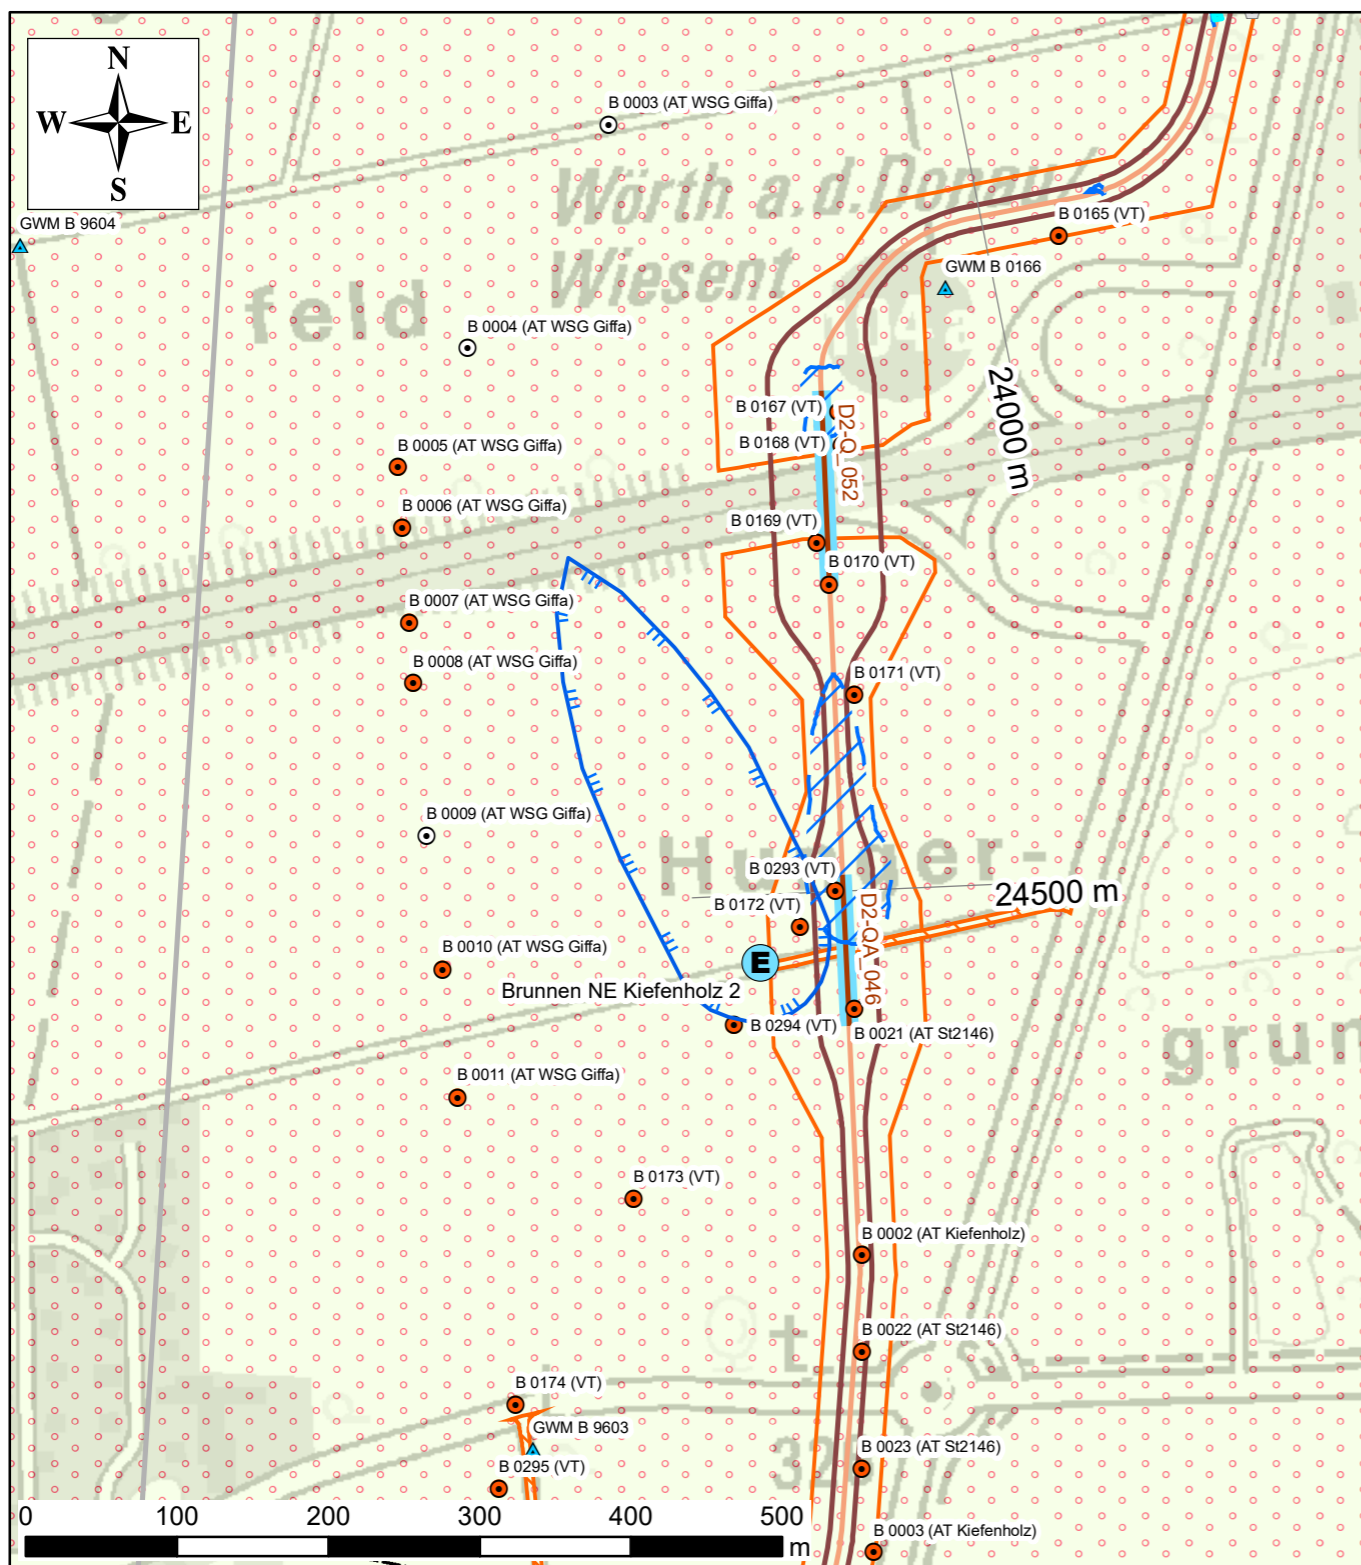 N
W E
S
B 0003 (AT WSG Giffa)
Wörth a.d.Donau
Wiesent
GWM B 9604
B 0165 (VT)
GWM B 0166
feld
B 0004 (AT WSG Giffa)
24000 m
B 0167 (VT)
D2-Q_052
B 0168 (VT)
B 0005 (AT WSG Giffa)
B 0006 (AT WSG Giffa)
B 0169 (VT)
B 0170 (VT)
B 0007 (AT WSG Giffa)
B 0008 (AT WSG Giffa)
B 0171 (VT)
B 0009 (AT WSG Giffa)
Hunger-
B 0293 (VT)
24500 m
B 0172 (VT)
D2-QA_046
B 0010 (AT WSG Giffa)
E
Brunnen NE Kiefenholz 2
B 0294 (VT)
B 0021 (AT St2146)
grun
B 0011 (AT WSG Giffa)
B 0173 (VT)
B 0002 (AT Kiefenholz)
t
B 0022 (AT St2146)
B 0174 (VT)
GWM B 9603
32
B 0023 (AT St2146)
B 0295 (VT)
B 0003 (AT Kiefenholz)
0 100 200 300 400 500
m